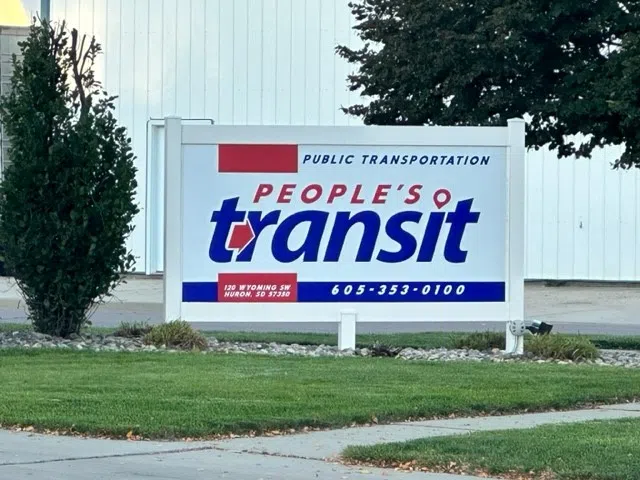 PUBLIC TRANSPORTATION
PEOPLE'S
transit
120 WYOMING SW
HURON, SD 57350
605-353-0100